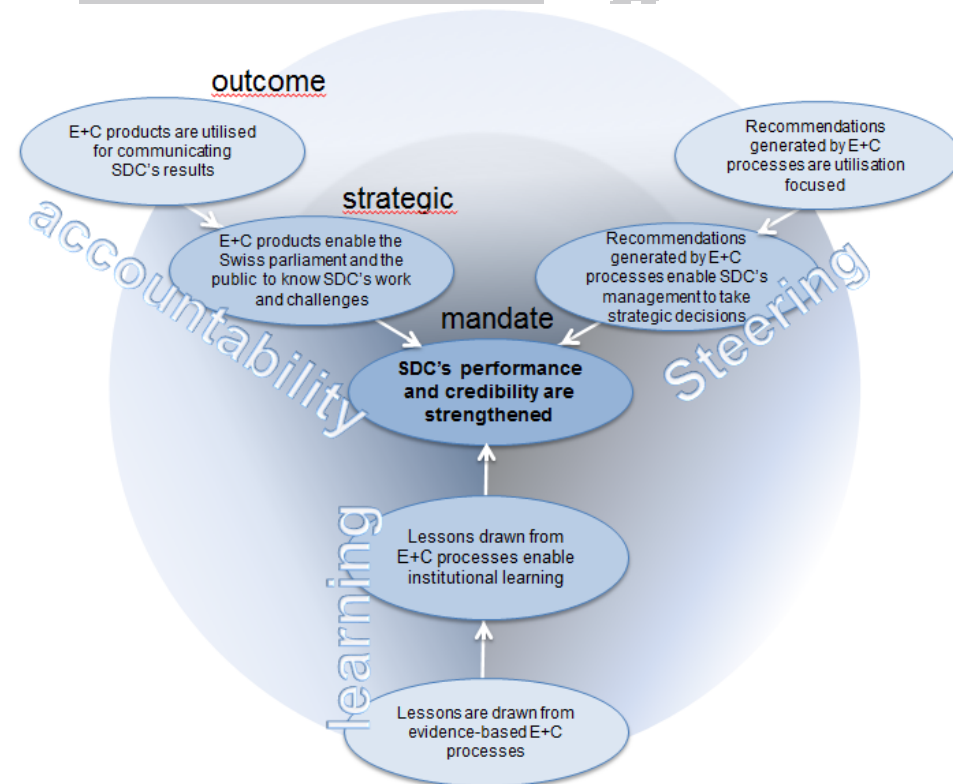 outcome
E+C products are utilised
for communicating
SDC's results
Recommendations
generated by E+C
processes are utilisation
focused
strategic
accountability
E+C products enable the
Swiss parliament and the
public to know SDC's work
and challenges
Recommendations
generated by E+C
processes enable SDC's
management to take
strategic decisions
Steering
mandate
SDC's performance
and credibility are
strengthened
learning
Lessons drawn from
E+C processes enable
institutional learning
Lessons are drawn from
evidence-based E+C
processes